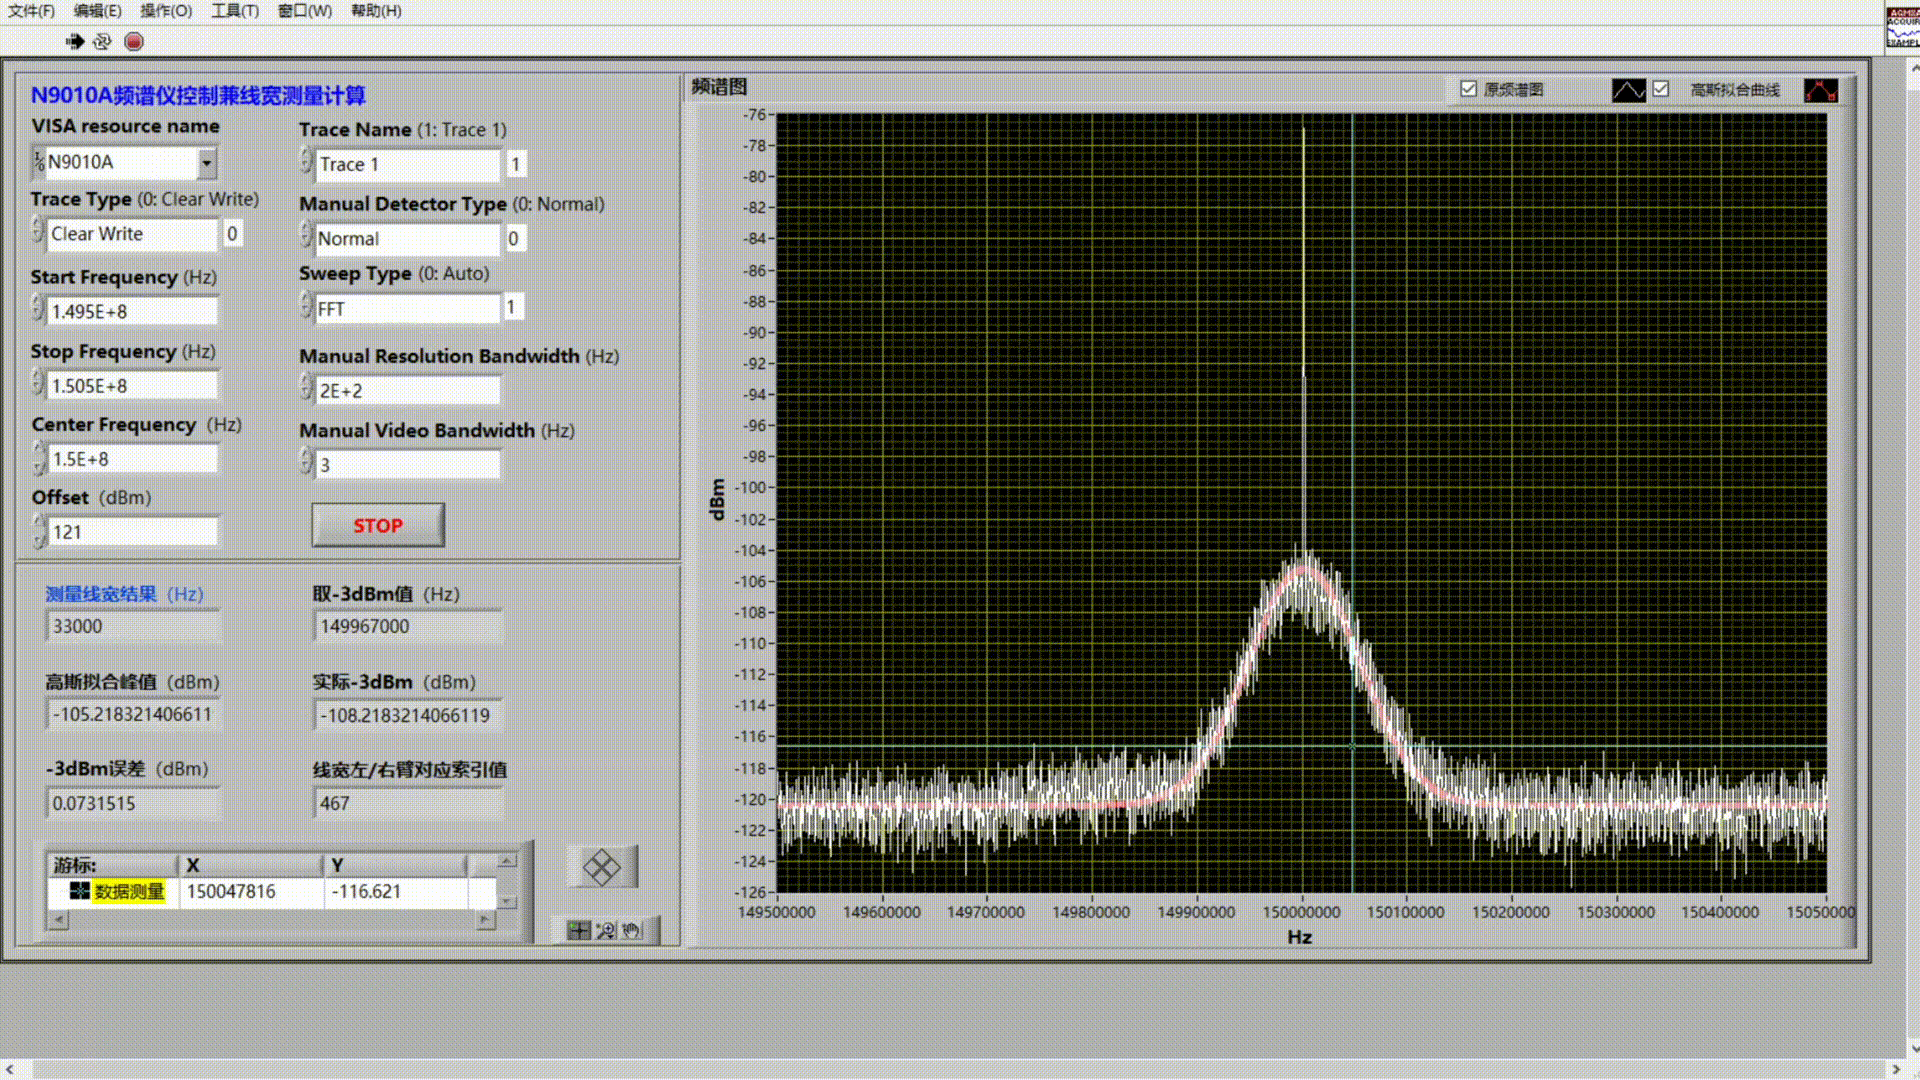 文件(F) 编辑(E) 操作(O) 工具(T) 窗口(W) 帮助(H)
AGMXA
ACQUIR
EXAMPL
N9010A频谱仪控制兼线宽测量计算
VISA resource name
N9010A
Trace Name (1: Trace 1)
Trace 1 1
Trace Type (0: Clear Write)
Clear Write 0
Manual Detector Type (0: Normal)
Normal 0
Start Frequency (Hz)
1.495E+8
Sweep Type (0: Auto)
FFT 1
Stop Frequency (Hz)
1.505E+8
Manual Resolution Bandwidth (Hz)
2E+2
Center Frequency (Hz)
1.5E+8
Manual Video Bandwidth (Hz)
3
Offset (dBm)
121
STOP
测量线宽结果 (Hz)
33000
取-3dBm值 (Hz)
149967000
高斯拟合峰值 (dBm)
-105.218321406611
实际-3dBm (dBm)
-108.2183214066119
-3dBm误差 (dBm)
0.0731515
线宽左/右臂对应索引值
467
游标: X Y
数据测量 150047816 -116.621
频谱图
原频谱图 高斯拟合曲线
-76
-78
-80
-82
-84
-86
-88
-90
-92
-94
-96
-98
-100
-102
-104
-106
-108
-110
-112
-114
-116
-118
-120
-122
-124
-126
dBm
149500000 149600000 149700000 149800000 149900000 150000000 150100000 150200000 150300000 150400000 15050000
Hz